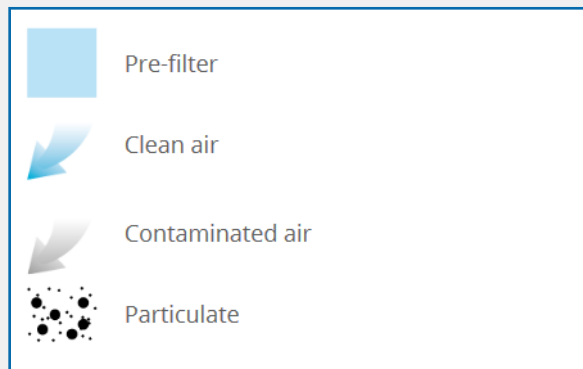 Pre-filter
Clean air
Contaminated air
Particulate